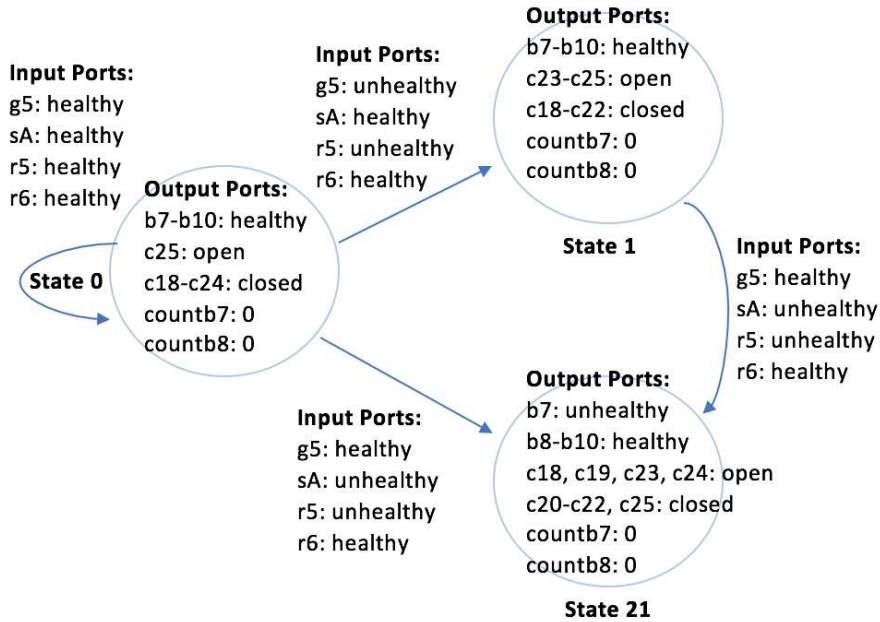 Input Ports:
g5: healthy
sA: healthy
r5: healthy
r6: healthy
State 0
Output Ports:
b7-b10: healthy
c25: open
c18-c24: closed
countb7: 0
countb8: 0
Input Ports:
g5: unhealthy
sA: healthy
r5: unhealthy
r6: healthy
Output Ports:
b7-b10: healthy
c23-c25: open
c18-c22: closed
countb7: 0
countb8: 0
State 1
Input Ports:
g5: healthy
sA: unhealthy
r5: unhealthy
r6: healthy
Input Ports:
g5: healthy
sA: unhealthy
r5: unhealthy
r6: healthy
Output Ports:
b7: unhealthy
b8-b10: healthy
c18, c19, c23, c24: open
c20-c22, c25: closed
countb7: 0
countb8: 0
State 21